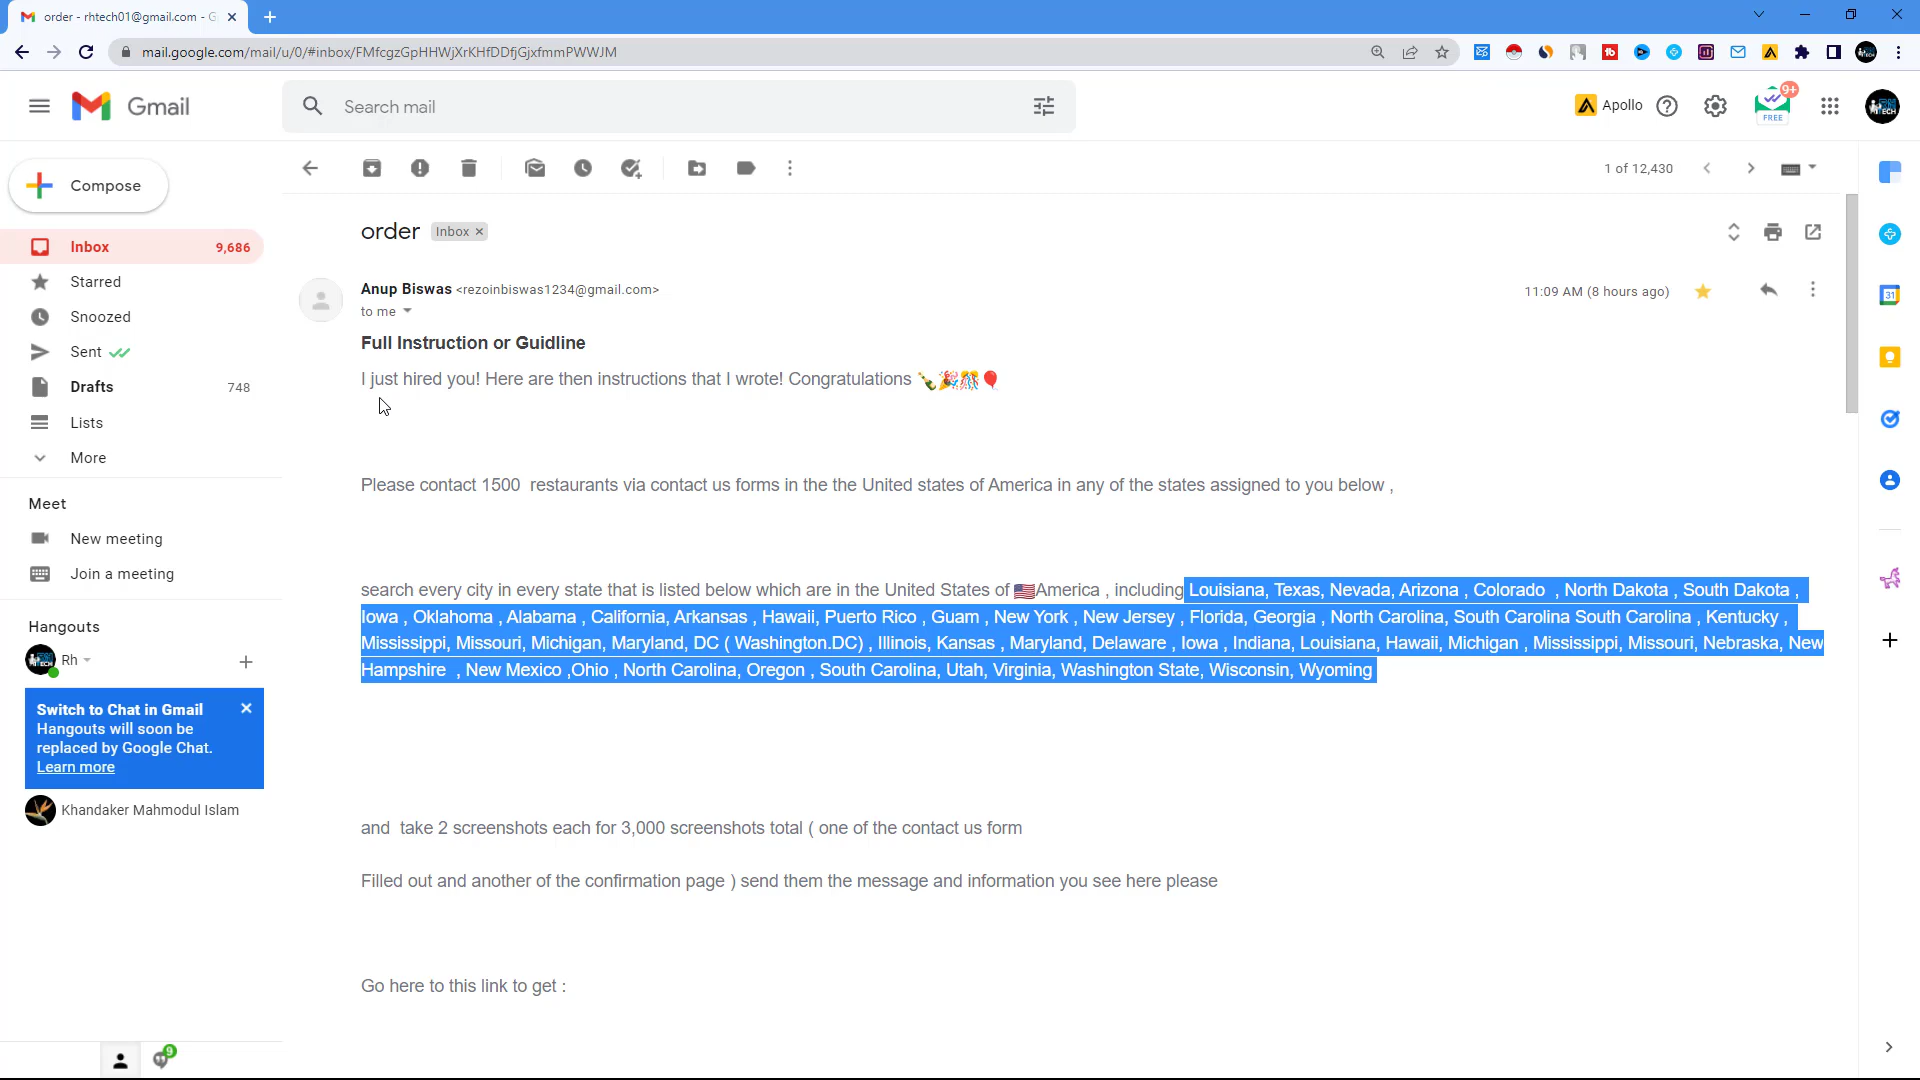 order - rhtech01@gmail.com - G
mail.google.com/mail/u/0/#inbox/FMfcgzGpHHWjXrKHfDDfjGjxfmmPWWJM
Gmail
Search mail
Apollo
9+
FREE
Compose
1 of 12,430
Inbox 9,686
Starred
Snoozed
Sent
Drafts 748
Lists
More
Meet
New meeting
Join a meeting
Hangouts
Rh
Switch to Chat in Gmail
Hangouts will soon be
replaced by Google Chat.
Learn more
Khandaker Mahmodul Islam
9
order Inbox
Anup Biswas <rezoinbiswas1234@gmail.com>
11:09 AM (8 hours ago)
to me
Full Instruction or Guidline
I just hired you! Here are then instructions that I wrote! Congratulations 🍾🎉🎊🎈
Please contact 1500 restaurants via contact us forms in the the United states of America in any of the states assigned to you below ,
search every city in every state that is listed below which are in the United States of 🇺🇸America , including Louisiana, Texas, Nevada, Arizona , Colorado , North Dakota , South Dakota ,
Iowa , Oklahoma , Alabama , California, Arkansas , Hawaii, Puerto Rico , Guam , New York , New Jersey , Florida, Georgia , North Carolina, South Carolina South Carolina , Kentucky ,
Mississippi, Missouri, Michigan, Maryland, DC ( Washington.DC) , Illinois, Kansas , Maryland, Delaware , Iowa , Indiana, Louisiana, Hawaii, Michigan , Mississippi, Missouri, Nebraska, New
Hampshire , New Mexico ,Ohio , North Carolina, Oregon , South Carolina, Utah, Virginia, Washington State, Wisconsin, Wyoming
and take 2 screenshots each for 3,000 screenshots total ( one of the contact us form
Filled out and another of the confirmation page ) send them the message and information you see here please
Go here to this link to get :
31